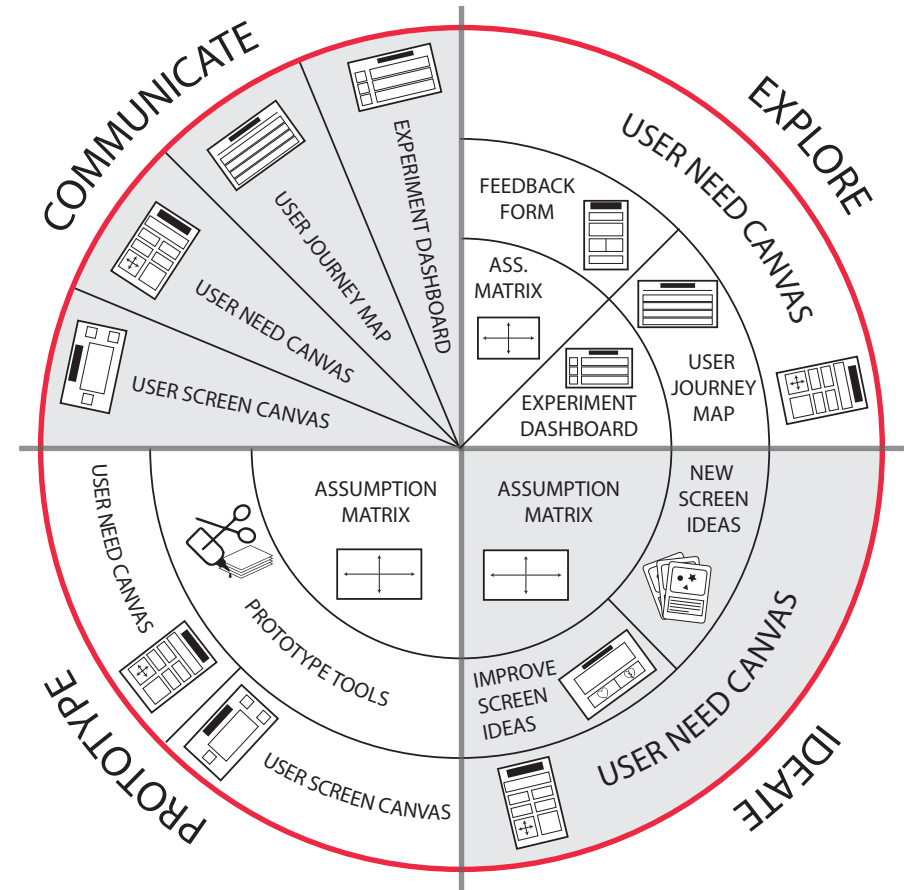 COMMUNICATE
EXPERIMENT DASHBOARD
USER JOURNEY MAP
USER NEED CANVAS
USER SCREEN CANVAS
EXPLORE
USER NEED CANVAS
FEEDBACK
FORM
ASS.
MATRIX
USER
JOURNEY
MAP
EXPERIMENT
DASHBOARD
PROTOTYPE
USER NEED CANVAS
ASSUMPTION
MATRIX
PROTOTYPE TOOLS
USER SCREEN CANVAS
IDEATE
ASSUMPTION
MATRIX
NEW
SCREEN
IDEAS
IMPROVE
SCREEN
IDEAS
USER NEED CANVAS